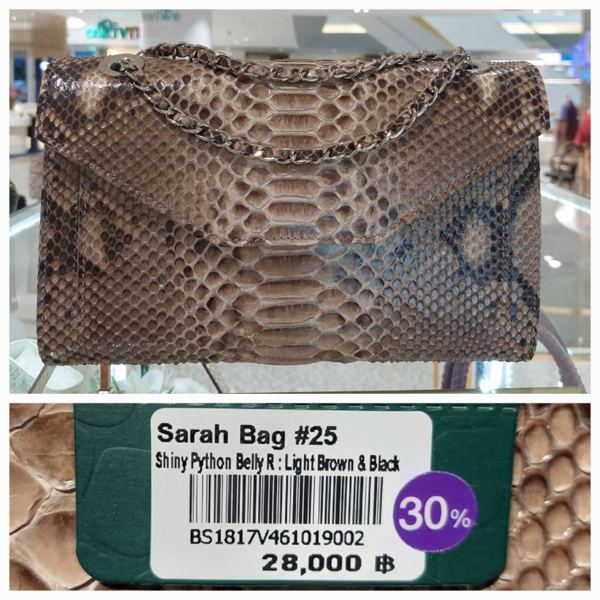 Sarah Bag #25
Shiny Python Belly R : Light Brown & Black
BS1817V461019002
30%
28,000 ฿